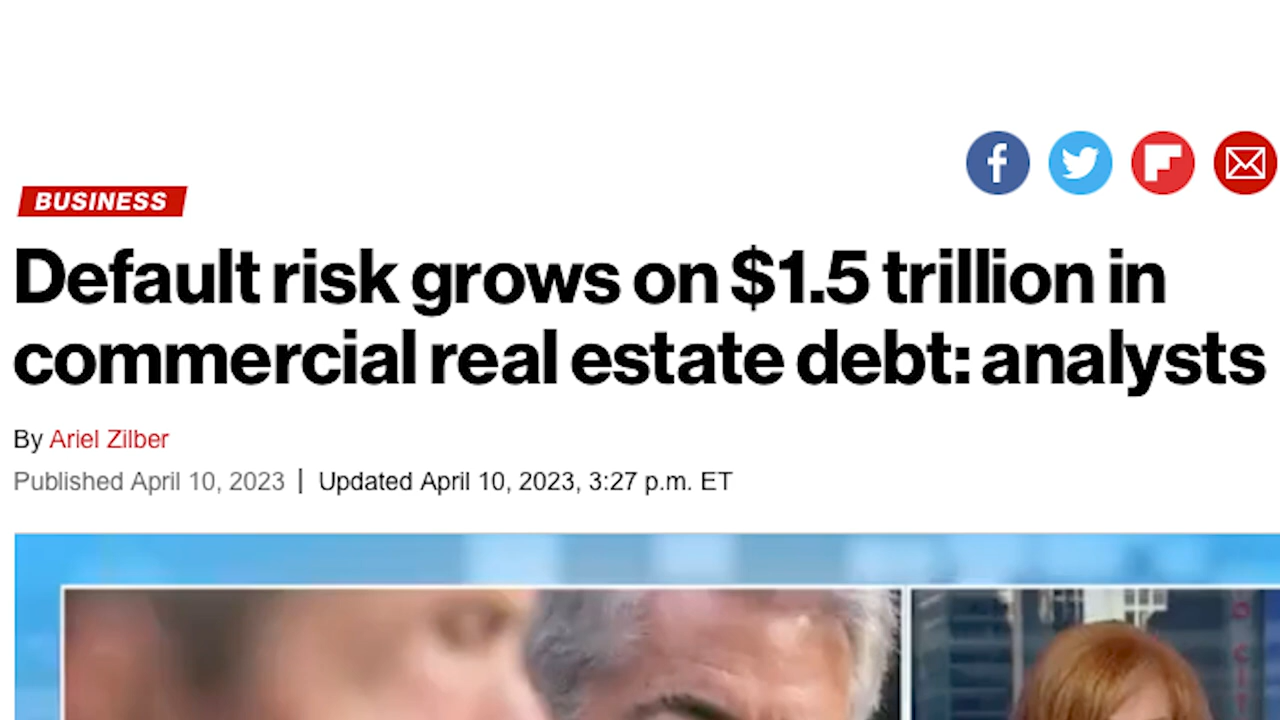 BUSINESS
Default risk grows on $1.5 trillion in
commercial real estate debt: analysts
By Ariel Zilber
Published April 10, 2023 | Updated April 10, 2023, 3:27 p.m. ET